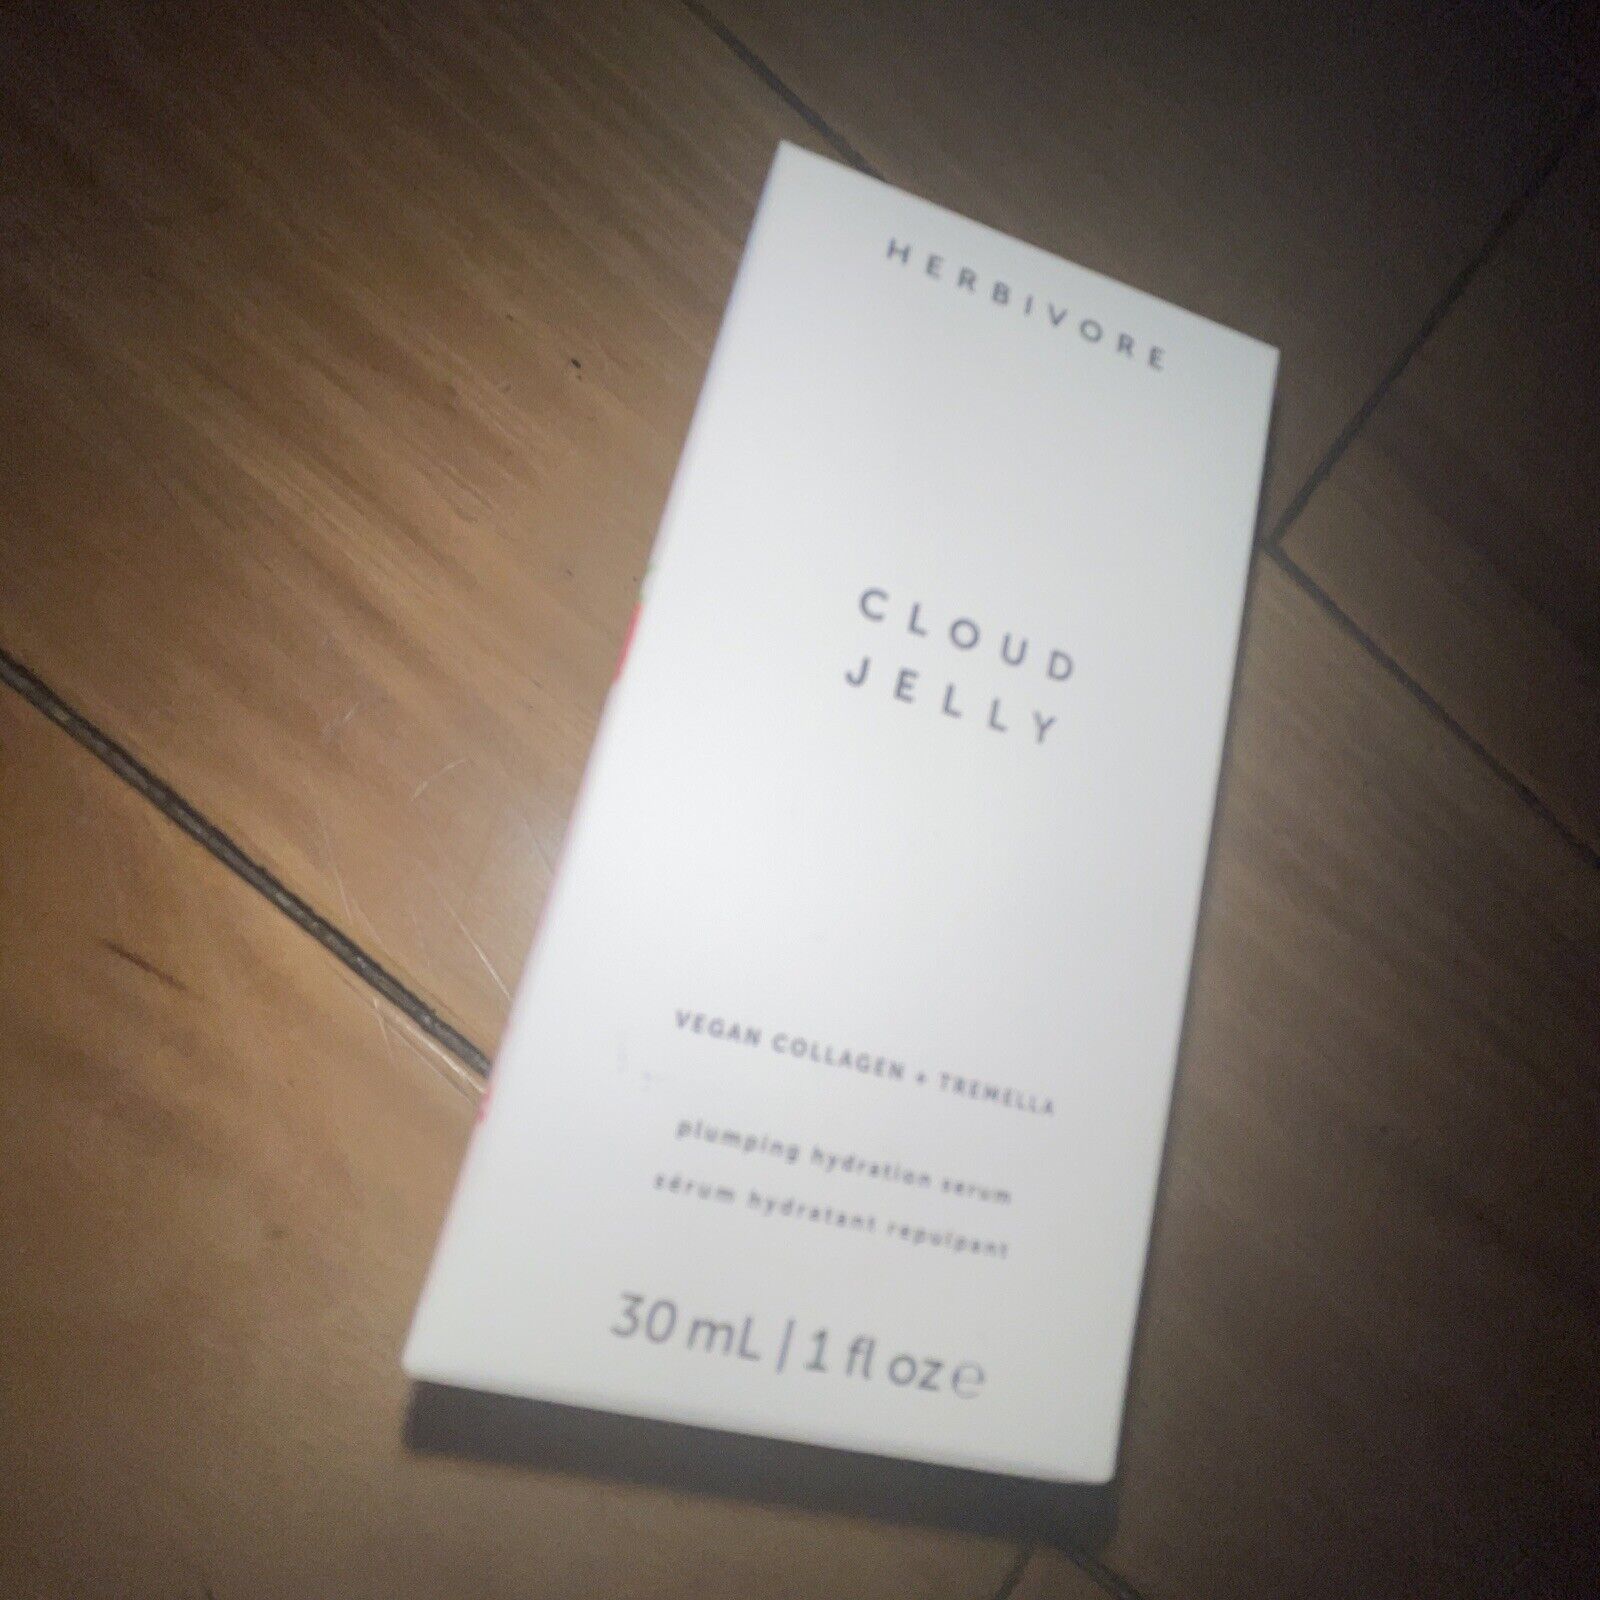 HERBIVORE
CLOUD
JELLY
VEGAN COLLAGEN + TREMELLA
plumping hydration serum
sérum hydratant repulpant
30 mL | 1 fl oz ℮